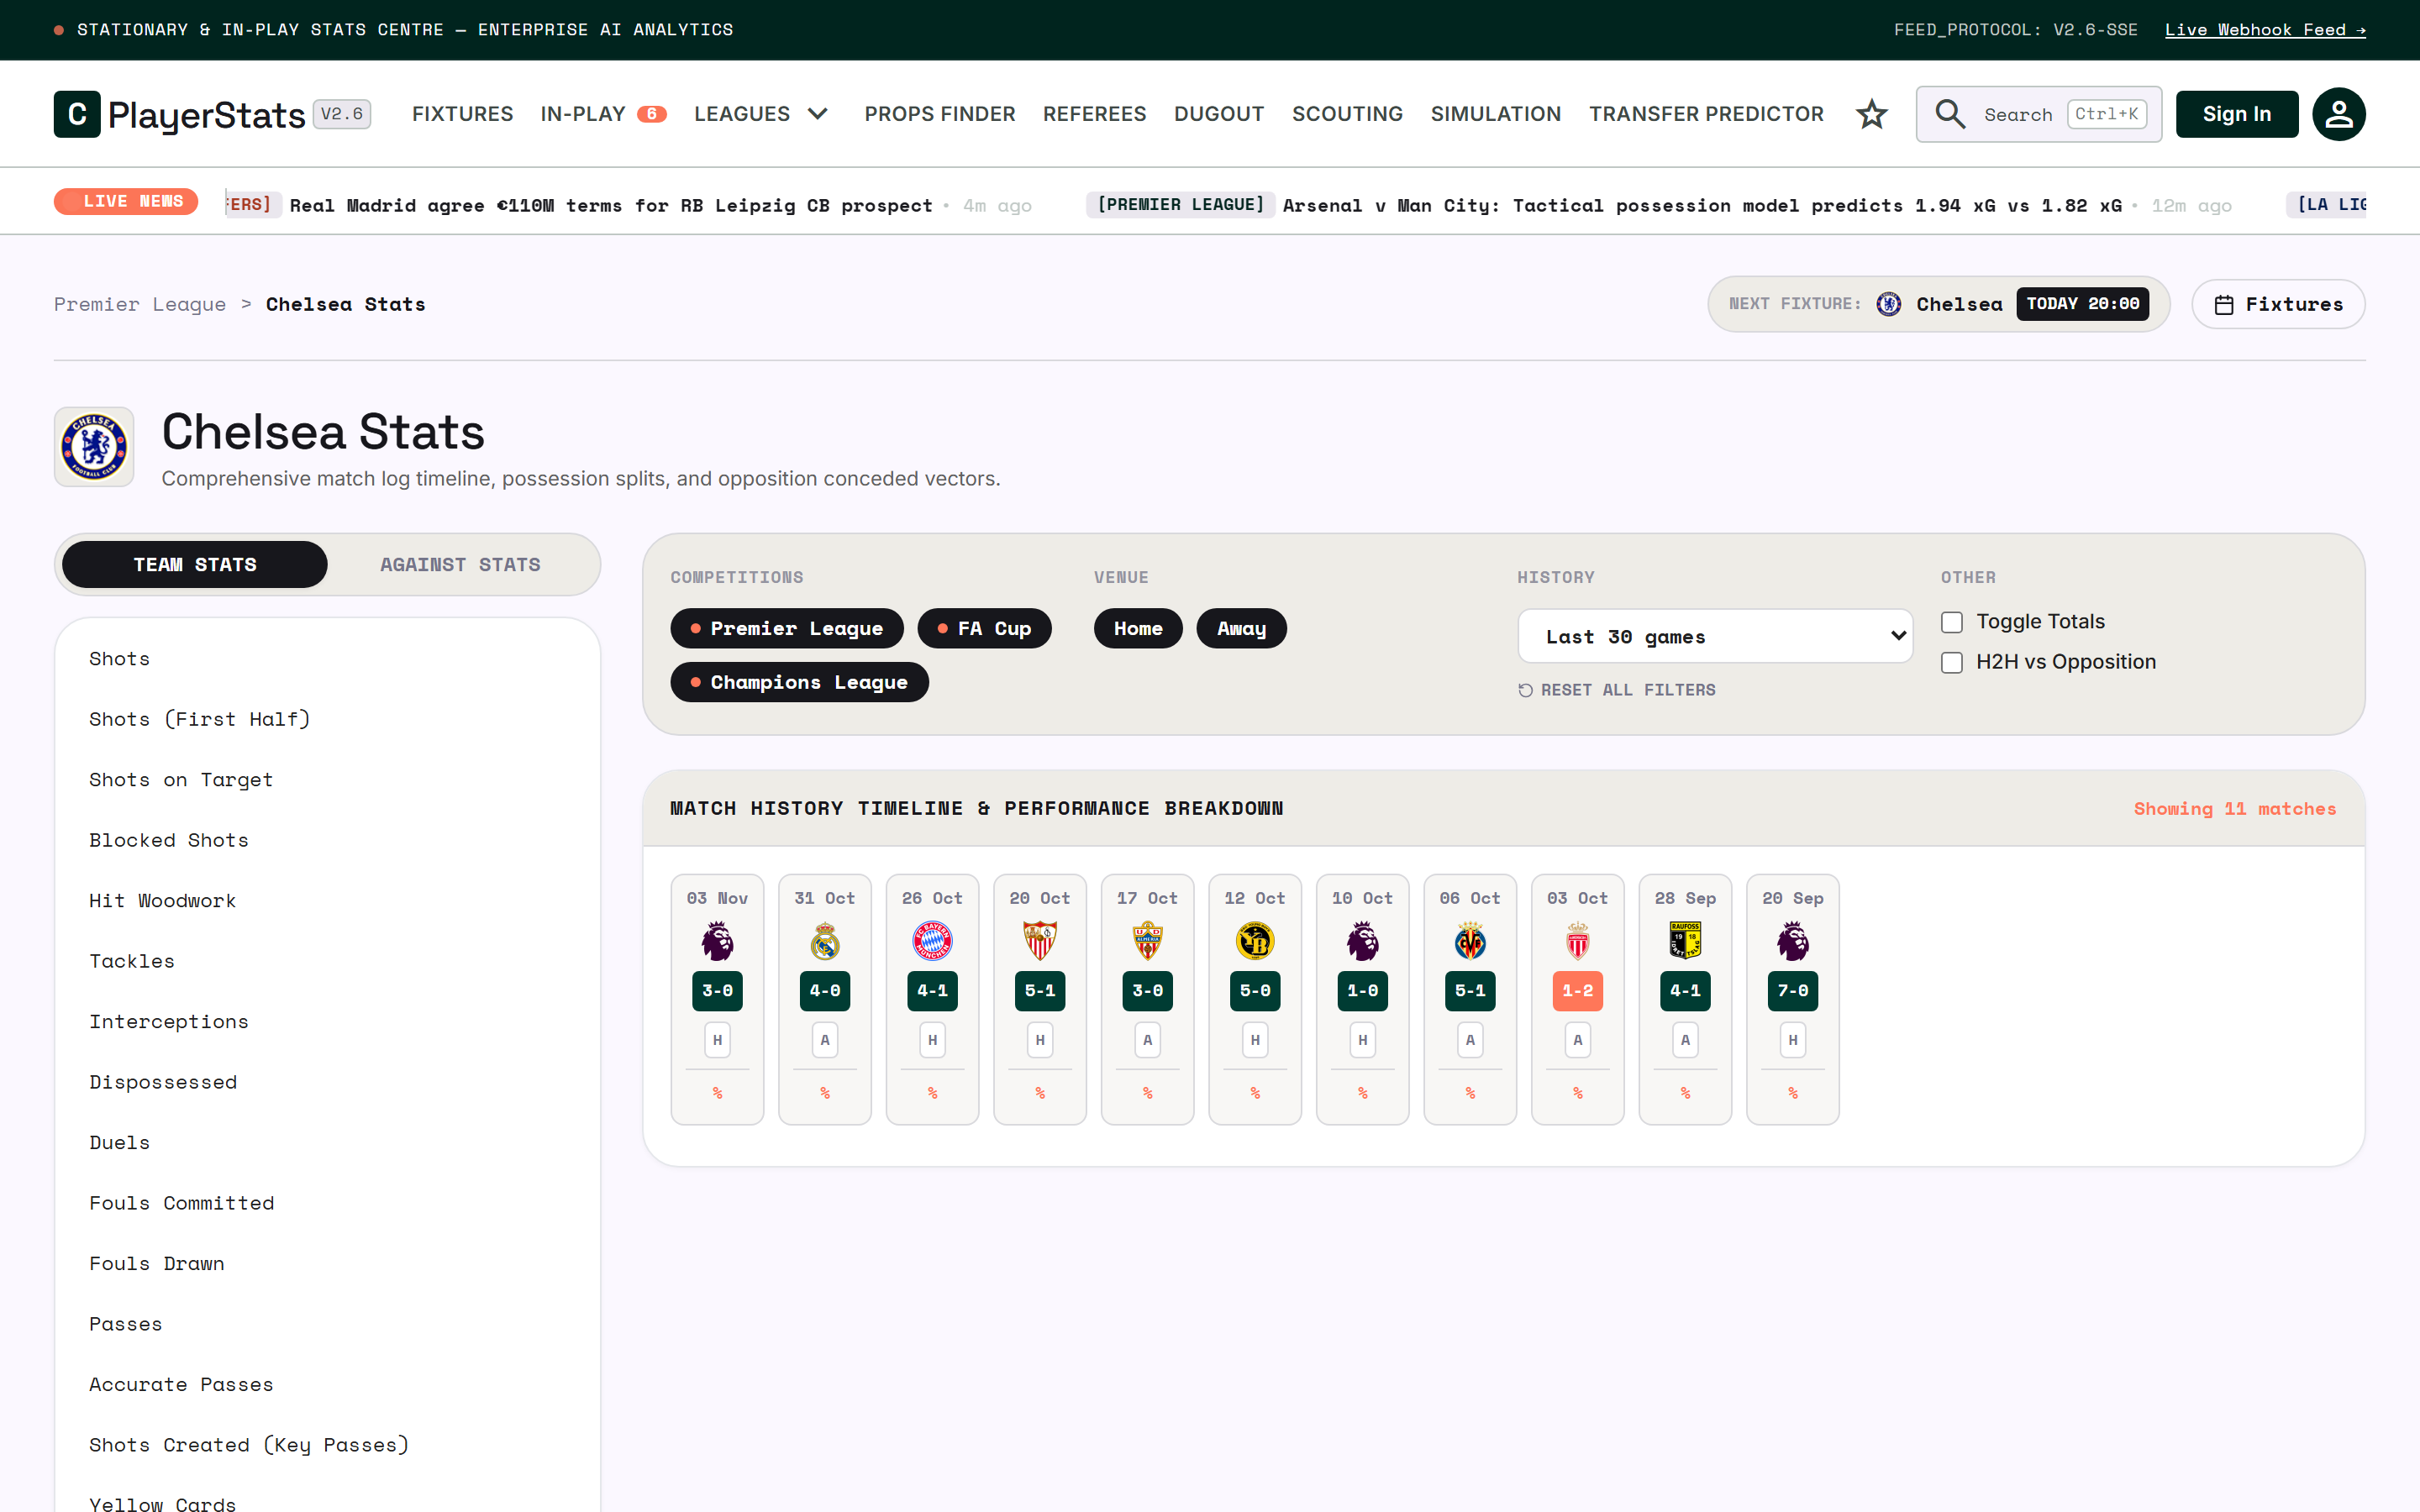 STATIONARY & IN-PLAY STATS CENTRE — ENTERPRISE AI ANALYTICS
FEED_PROTOCOL: V2.6-SSE Live Webhook Feed →
C PlayerStats V2.6 FIXTURES IN-PLAY 6 LEAGUES PROPS FINDER REFEREES DUGOUT SCOUTING SIMULATION TRANSFER PREDICTOR Search Ctrl+K Sign In
LIVE NEWS ERS] Real Madrid agree €110M terms for RB Leipzig CB prospect • 4m ago [PREMIER LEAGUE] Arsenal v Man City: Tactical possession model predicts 1.94 xG vs 1.82 xG • 12m ago [LA LIG
Premier League > Chelsea Stats
NEXT FIXTURE: Chelsea TODAY 20:00 Fixtures
CHELSEA
FOOTBALL CLUB
Chelsea Stats
Comprehensive match log timeline, possession splits, and opposition conceded vectors.
TEAM STATS AGAINST STATS
Shots
Shots (First Half)
Shots on Target
Blocked Shots
Hit Woodwork
Tackles
Interceptions
Dispossessed
Duels
Fouls Committed
Fouls Drawn
Passes
Accurate Passes
Shots Created (Key Passes)
Yellow Cards
COMPETITIONS VENUE HISTORY OTHER
Premier League FA Cup Home Away Last 30 games Toggle Totals
Champions League RESET ALL FILTERS H2H vs Opposition
MATCH HISTORY TIMELINE & PERFORMANCE BREAKDOWN Showing 11 matches
03 Nov 31 Oct 26 Oct 20 Oct 17 Oct 12 Oct 10 Oct 06 Oct 03 Oct 28 Sep 20 Sep
3-0 4-0 4-1 5-1 3-0 5-0 1-0 5-1 1-2 4-1 7-0
H A H H A H H A A A H
% % % % % % % % % % %